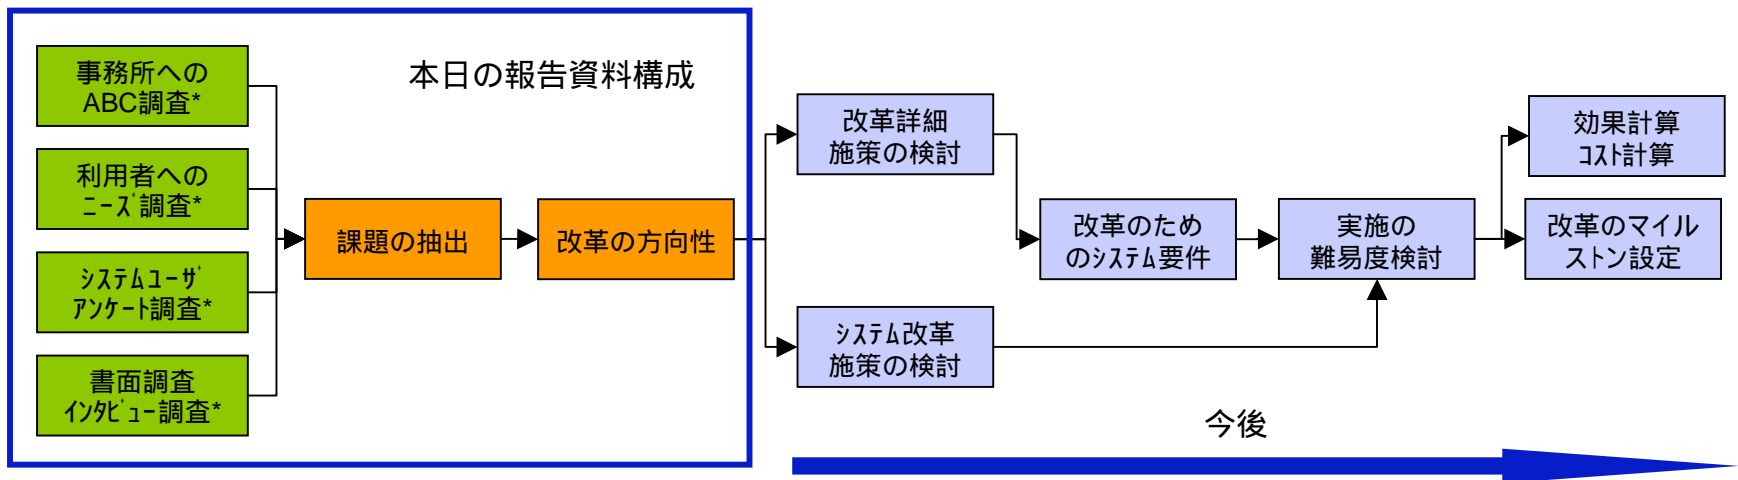 本日の報告資料構成
事務所への
ABC調査*
利用者への
ﾆｰｽﾞ調査*
ｼｽﾃﾑﾕｰｻﾞ
ｱﾝｹｰﾄ調査*
書面調査
ｲﾝﾀﾋﾞｭｰ調査*
課題の抽出
改革の方向性
改革詳細
施策の検討
ｼｽﾃﾑ改革
施策の検討
改革のため
のｼｽﾃﾑ要件
実施の
難易度検討
効果計算
ｺｽﾄ計算
改革のマイル
ストン設定
今後